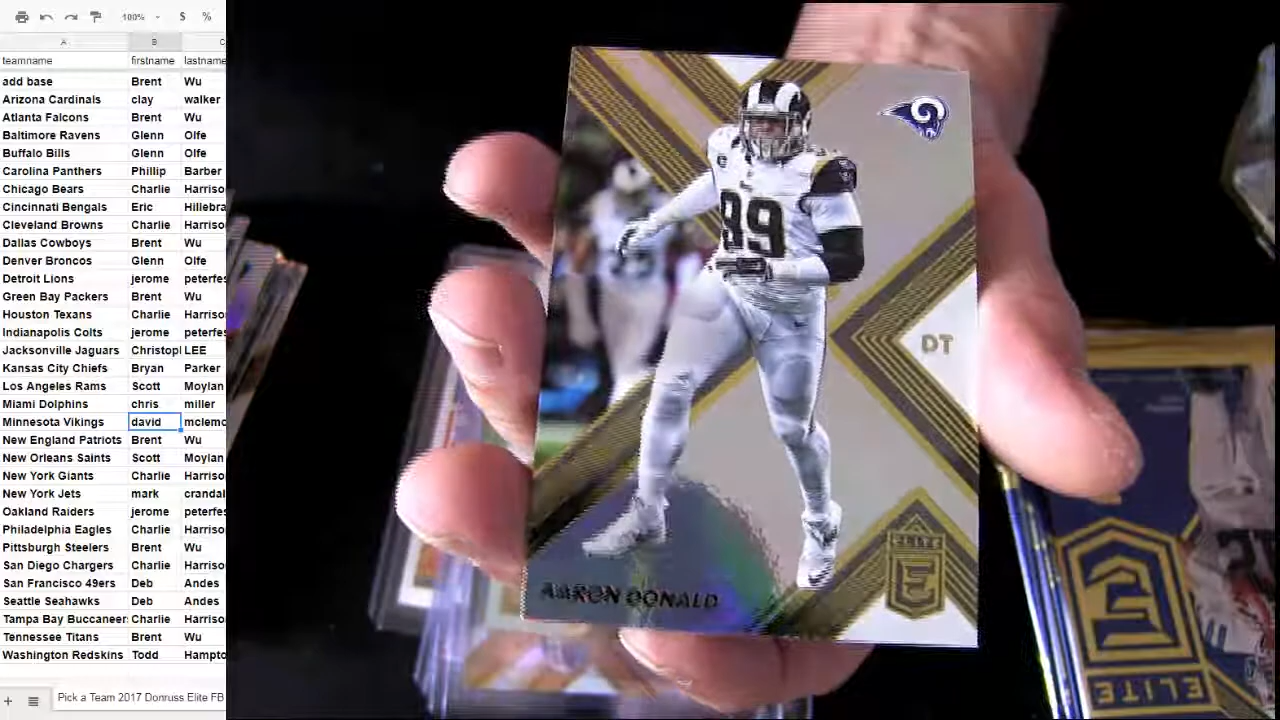 100% $ %
A B C
teamname firstname lastname
add base Brent Wu
Arizona Cardinals clay walker
Atlanta Falcons Brent Wu
Baltimore Ravens Glenn Olfe
Buffalo Bills Glenn Olfe
Carolina Panthers Phillip Barber
Chicago Bears Charlie Harriso
Cincinnati Bengals Eric Hillebra
Cleveland Browns Charlie Harriso
Dallas Cowboys Brent Wu
Denver Broncos Glenn Olfe
Detroit Lions jerome peterfes
Green Bay Packers Brent Wu
Houston Texans Charlie Harriso
Indianapolis Colts jerome peterfes
Jacksonville Jaguars Christopl LEE
Kansas City Chiefs Bryan Parker
Los Angeles Rams Scott Moylan
Miami Dolphins chris miller
Minnesota Vikings david mclemo
New England Patriots Brent Wu
New Orleans Saints Scott Moylan
New York Giants Charlie Harriso
New York Jets mark crandal
Oakland Raiders jerome peterfes
Philadelphia Eagles Charlie Harriso
Pittsburgh Steelers Brent Wu
San Diego Chargers Charlie Harriso
San Francisco 49ers Deb Andes
Seattle Seahawks Deb Andes
Tampa Bay Buccaneers Charlie Harriso
Tennessee Titans Brent Wu
Washington Redskins Todd Hampto
Pick a Team 2017 Donruss Elite FB
99
DT
ELITE
E
AARON DONALD
ELITE